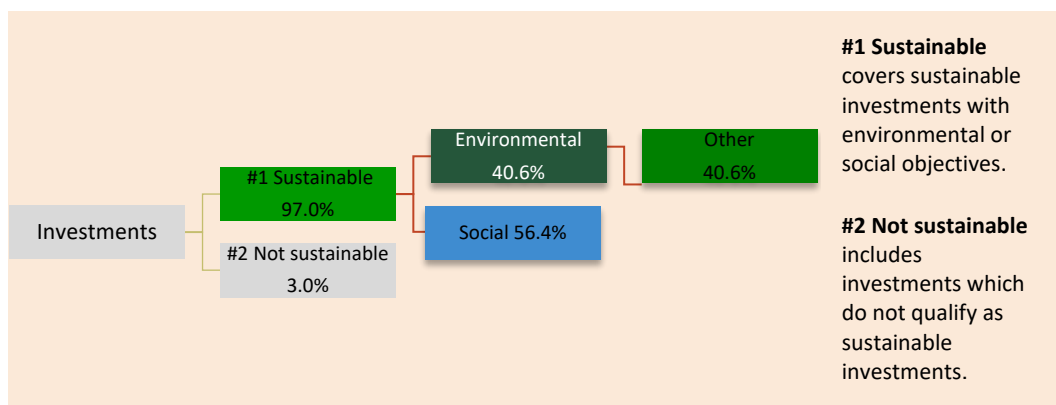 Investments
#1 Sustainable
97.0%
#2 Not sustainable
3.0%
Environmental
40.6%
Social 56.4%
Other
40.6%
#1 Sustainable
covers sustainable
investments with
environmental or
social objectives.
#2 Not sustainable
includes
investments which
do not qualify as
sustainable
investments.